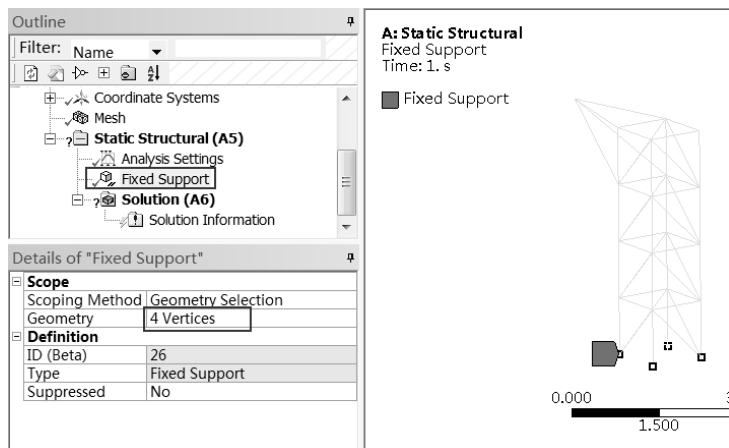 Outline
Filter: Name
Coordinate Systems
Mesh
Static Structural (A5)
Analysis Settings
Fixed Support
Solution (A6)
Solution Information
Details of "Fixed Support"
Scope
Scoping Method Geometry Selection
Geometry 4 Vertices
Definition
ID (Beta) 26
Type Fixed Support
Suppressed No
A: Static Structural
Fixed Support
Time: 1. s
Fixed Support
0.000 3
1.500